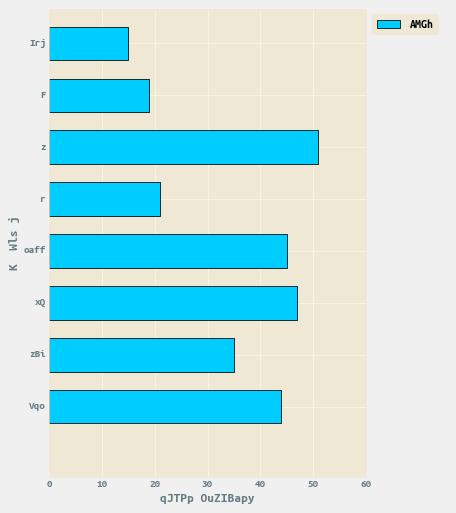 AMGh
Irj
F
z
r
oaff
xQ
zBi
Vqo
K Wls j
0 10 20 30 40 50 60
qJTPp OuZIBapy